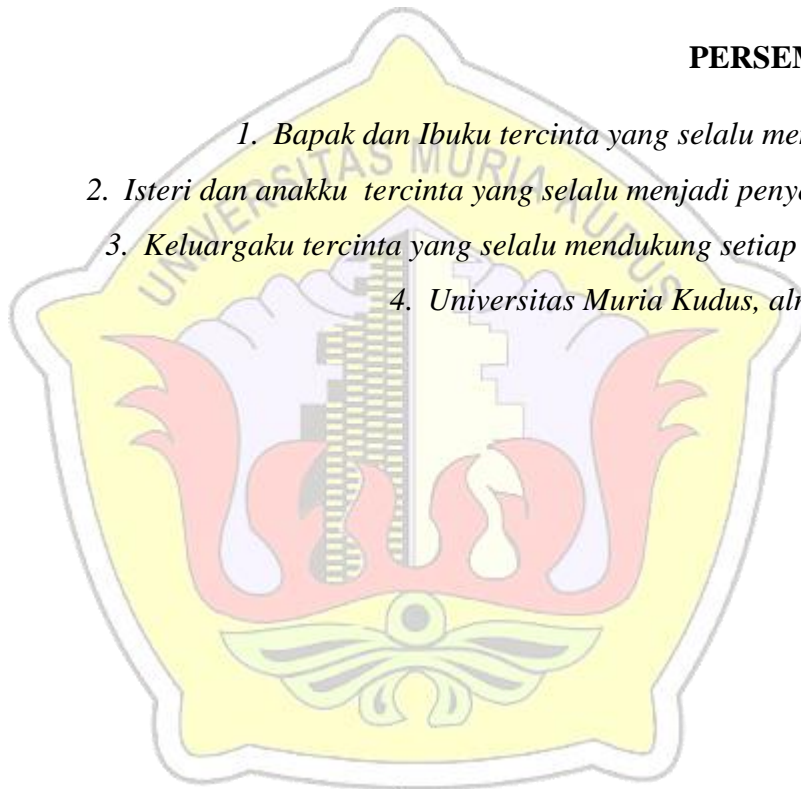 PERSEM
1. Bapak dan Ibuku tercinta yang selalu me
2. Isteri dan anakku tercinta yang selalu menjadi penye
3. Keluargaku tercinta yang selalu mendukung setiap
4. Universitas Muria Kudus, al
UNIVERSITAS MURIA KUDUS